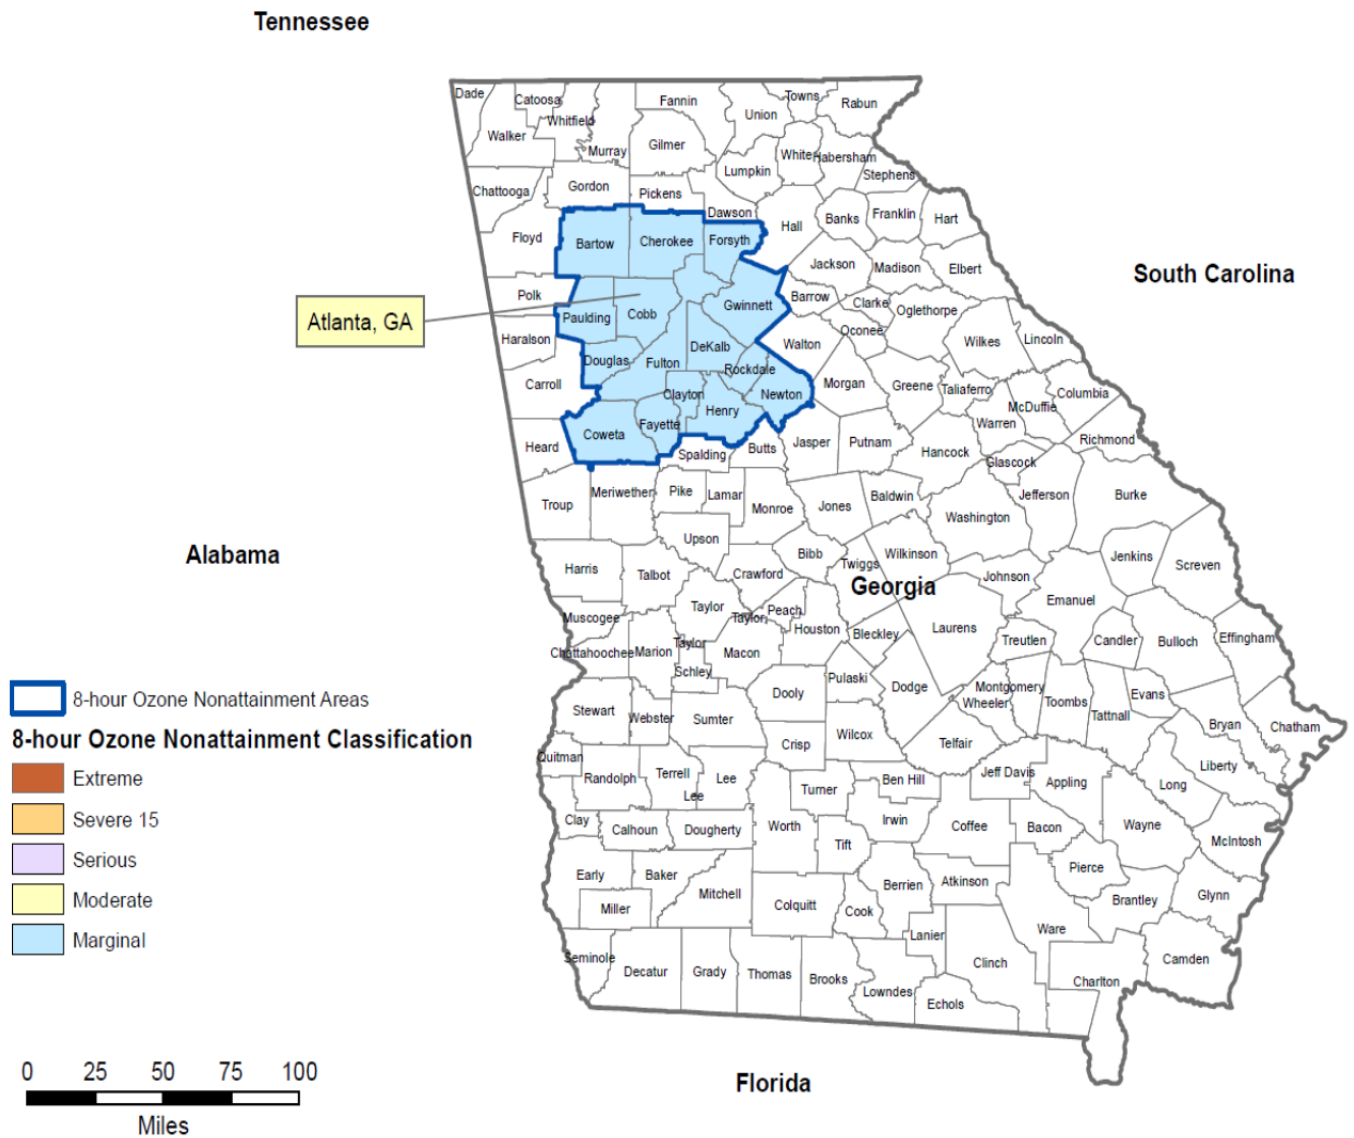 Tennessee
Dade
Catoosa
Whitfield
Walker
Murray
Fannin
Gilmer
Union
Towns
Rabun
White
Habersham
Lumpkin
Stephens
Chattooga
Gordon
Pickens
Dawson
Hall
Banks
Franklin
Hart
Floyd
Bartow
Cherokee
Forsyth
Jackson
Madison
Elbert
South Carolina
Polk
Atlanta, GA
Paulding
Cobb
Gwinnett
Barrow
Clarke
Oglethorpe
Oconee
Haralson
Douglas
Fulton
DeKalb
Rockdale
Walton
Wilkes
Lincoln
Carroll
Clayton
Newton
Morgan
Greene
Taliaferro
McDuffie
Columbia
Heard
Coweta
Fayette
Henry
Spalding
Butts
Jasper
Putnam
Hancock
Warren
Glascock
Richmond
Troup
Meriwether
Pike
Lamar
Monroe
Jones
Baldwin
Washington
Jefferson
Burke
Alabama
Upson
Bibb
Twiggs
Wilkinson
Jenkins
Screven
Harris
Talbot
Crawford
Georgia
Johnson
Emanuel
Muscogee
Taylor
Taylor
Peach
Houston
Bleckley
Laurens
Treutlen
Candler
Bulloch
Effingham
Chattahoochee
Marion
Taylor
Macon
Schley
Dooly
Pulaski
Dodge
Montgomery
Wheeler
Toombs
Tattnall
Evans
Stewart
Webster
Sumter
Crisp
Wilcox
Telfair
Bryan
Chatham
Quitman
Randolph
Terrell
Lee
Lee
Turner
Ben Hill
Jeff Davis
Appling
Long
Liberty
Clay
Calhoun
Dougherty
Worth
Tift
Irwin
Coffee
Bacon
Wayne
McIntosh
Early
Baker
Miller
Mitchell
Colquitt
Cook
Berrien
Atkinson
Pierce
Brantley
Glynn
Lanier
Ware
Seminole
Decatur
Grady
Thomas
Brooks
Lowndes
Echols
Clinch
Charlton
Camden
Florida
8-hour Ozone Nonattainment Areas
8-hour Ozone Nonattainment Classification
Extreme
Severe 15
Serious
Moderate
Marginal
0 25 50 75 100
Miles